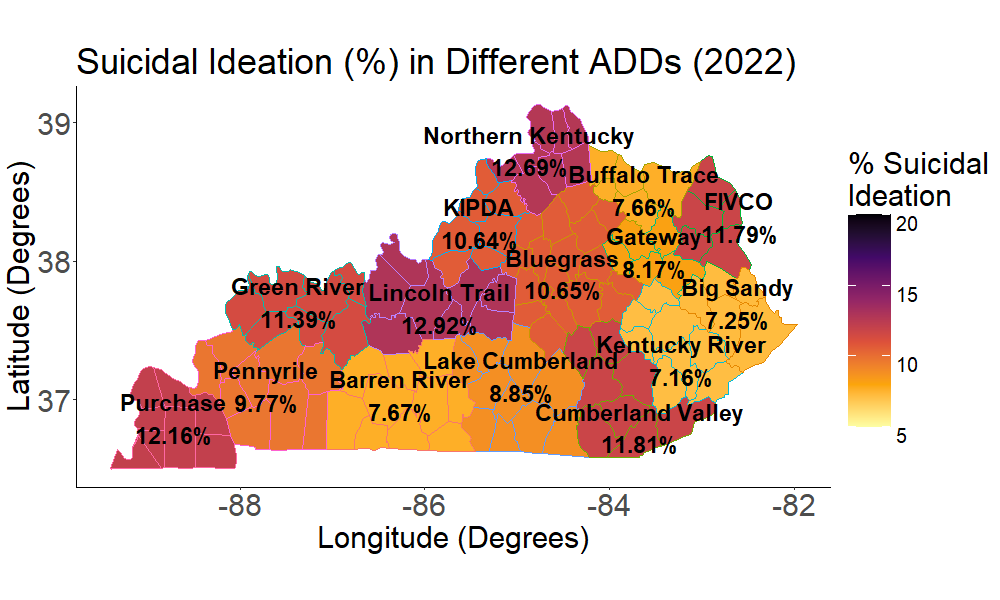 Suicidal Ideation (%) in Different ADDs (2022)
Latitude (Degrees)
39
38
37
Northern Kentucky
12.69%
Buffalo Trace
7.66%
FIVCO
11.79%
KIPDA
10.64%
Gateway
8.17%
Bluegrass
10.65%
Green River
11.39%
Lincoln Trail
12.92%
Big Sandy
7.25%
Kentucky River
7.16%
Lake Cumberland
8.85%
Pennyrile
9.77%
Barren River
7.67%
Purchase
12.16%
Cumberland Valley
11.81%
-88
-86
-84
-82
Longitude (Degrees)
% Suicidal
Ideation
20
15
10
5